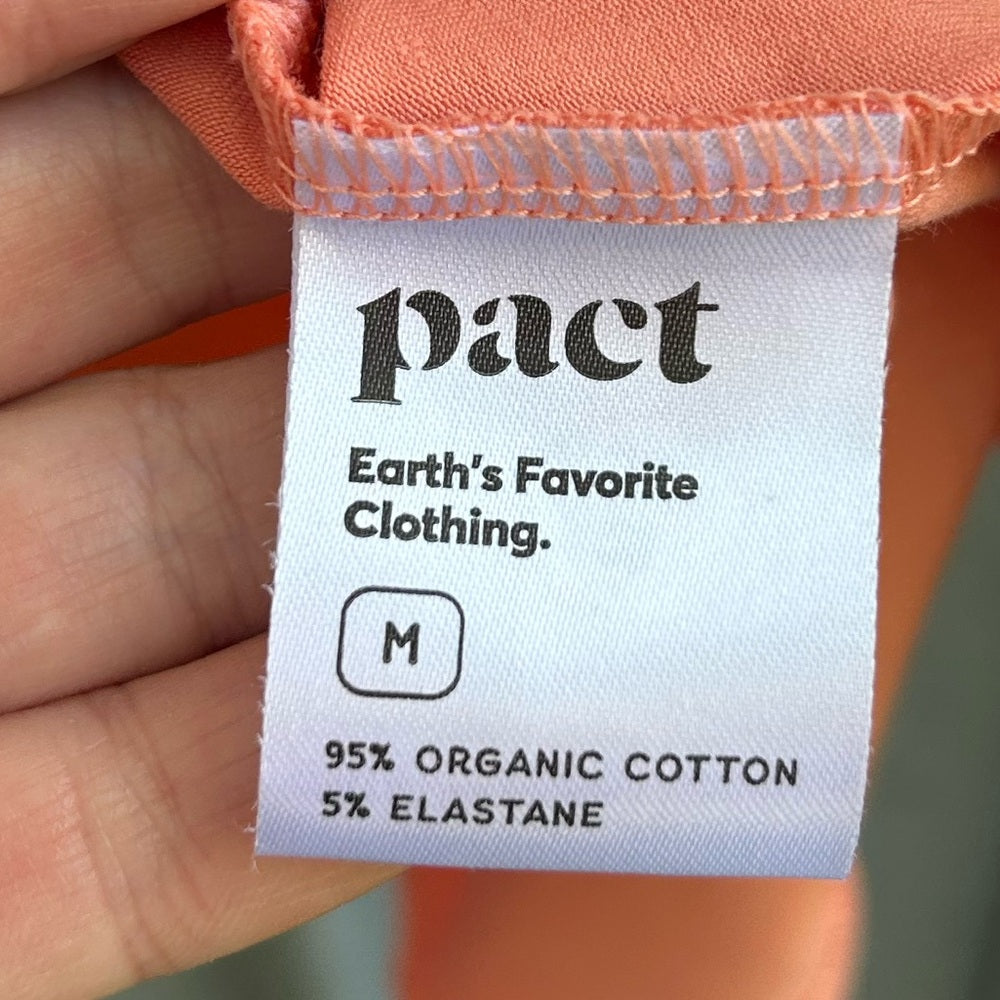 pact
Earth's Favorite
Clothing.
M
95% ORGANIC COTTON
5% ELASTANE